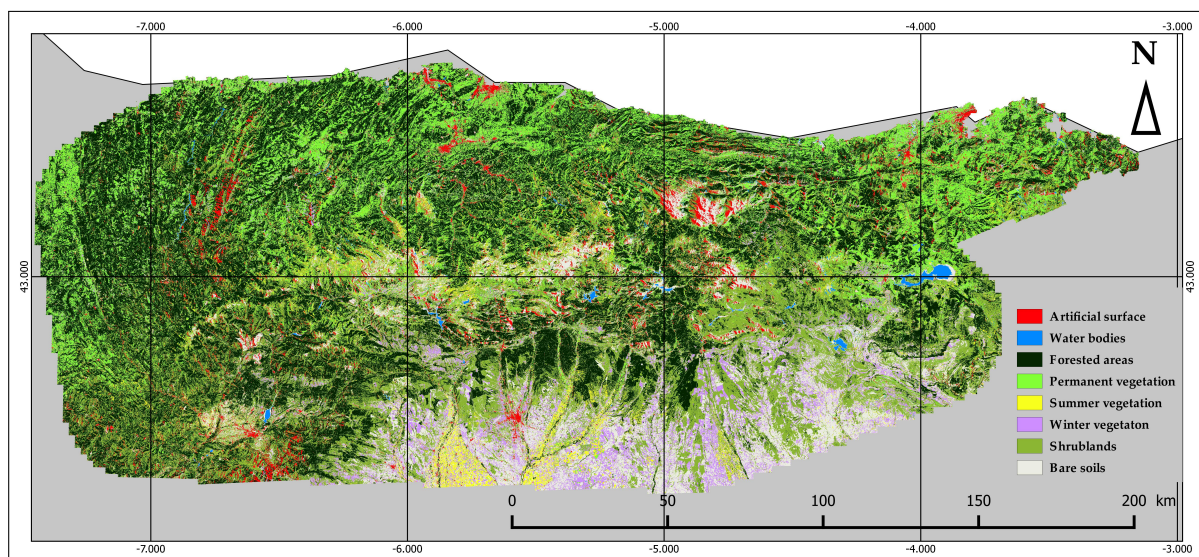 -7.000 -6.000 -5.000 -4.000 -3.000
N
43.000 43.000
Artificial surface
Water bodies
Forested areas
Permanent vegetation
Summer vegetation
Winter vegetaton
Shrublands
Bare soils
0 50 100 150 200 km
-7.000 -6.000 -5.000 -4.000 -3.000